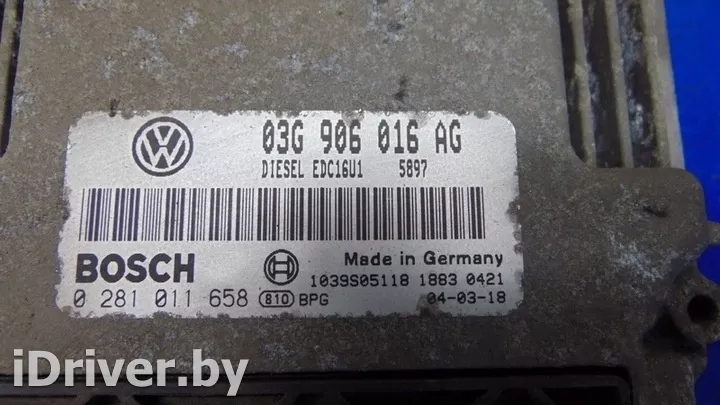 03G 906 016 AG
DIESEL EDC16U1 5897
BOSCH
Made in Germany
1039S05118 1883 0421
0 281 011 658 810 BPG 04-03-18
iDriver.by